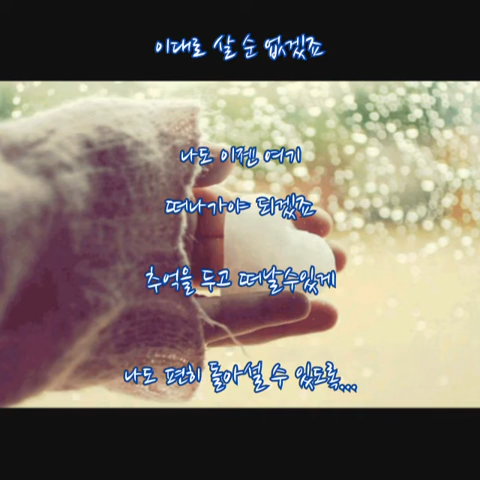 이대로 살 순 없겠죠
나도 이젠 여기
떠나가야 되겠죠
추억을 두고 떠날수있게
나도 편히 돌아설 수 있도록...